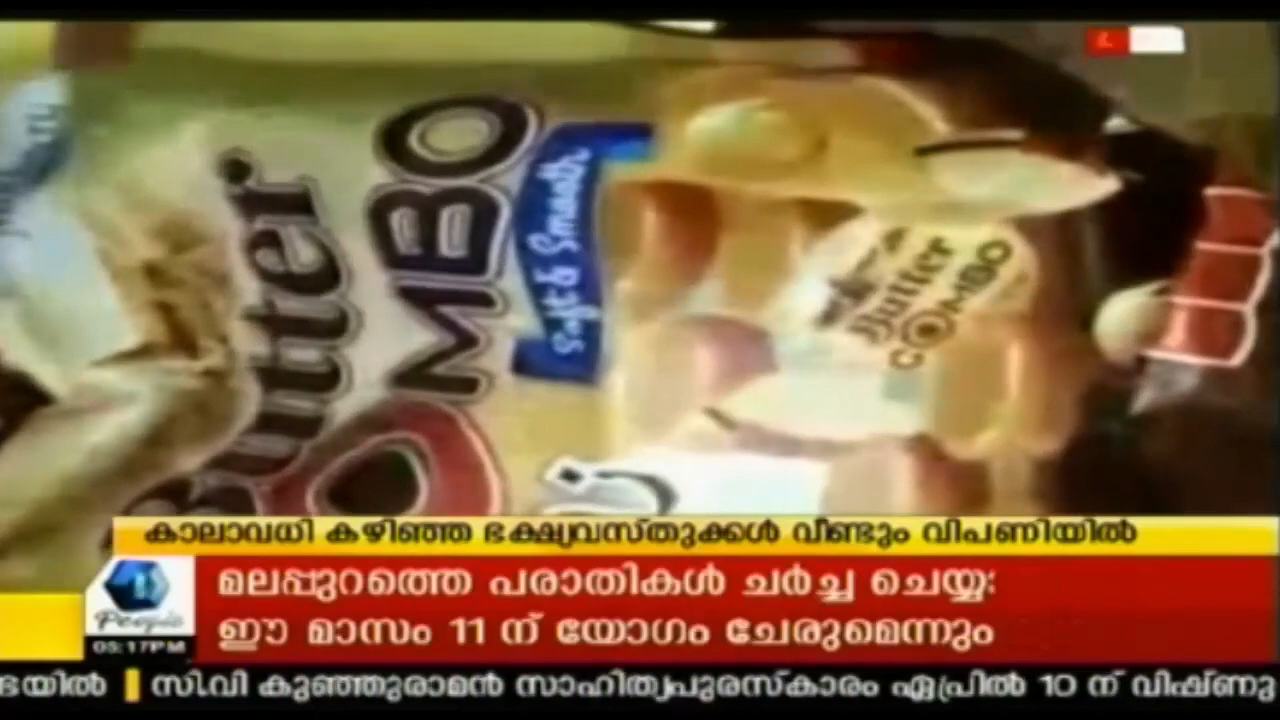 Butter
COMBO
Soft & Smooth
Butter
COMBO
കാലാവധി കഴിഞ്ഞ ഭക്ഷ്യവസ്തുക്കൾ വീണ്ടും വിപണിയിൽ
മലപ്പുറത്തെ പരാതികൾ ചർച്ച ചെയ്യ:
ഈ മാസം 11 ന് യോഗം ചേരുമെന്നും
People
05:17PM
ഭയിൽ | സി.വി കുഞ്ഞുരാമൻ സാഹിത്യപുരസ്കാരം ഏപ്രിൽ 10 ന് വിഷ്ണു